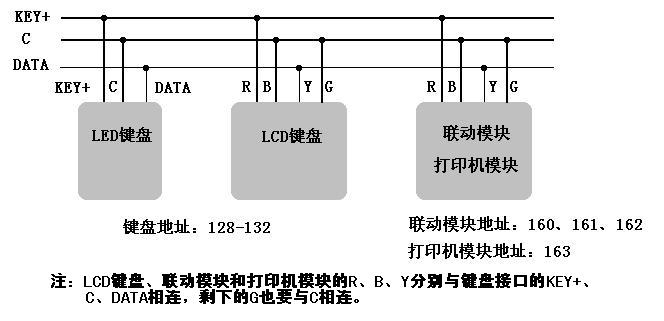 KEY+
C
DATA
KEY+ C DATA R B Y G R B Y G
LED键盘
LCD键盘
联动模块
打印机模块
键盘地址：128-132
联动模块地址：160、161、162
打印机模块地址：163
注：LCD键盘、联动模块和打印机模块的R、B、Y分别与键盘接口的KEY+、
C、DATA相连，剩下的G也要与C相连。